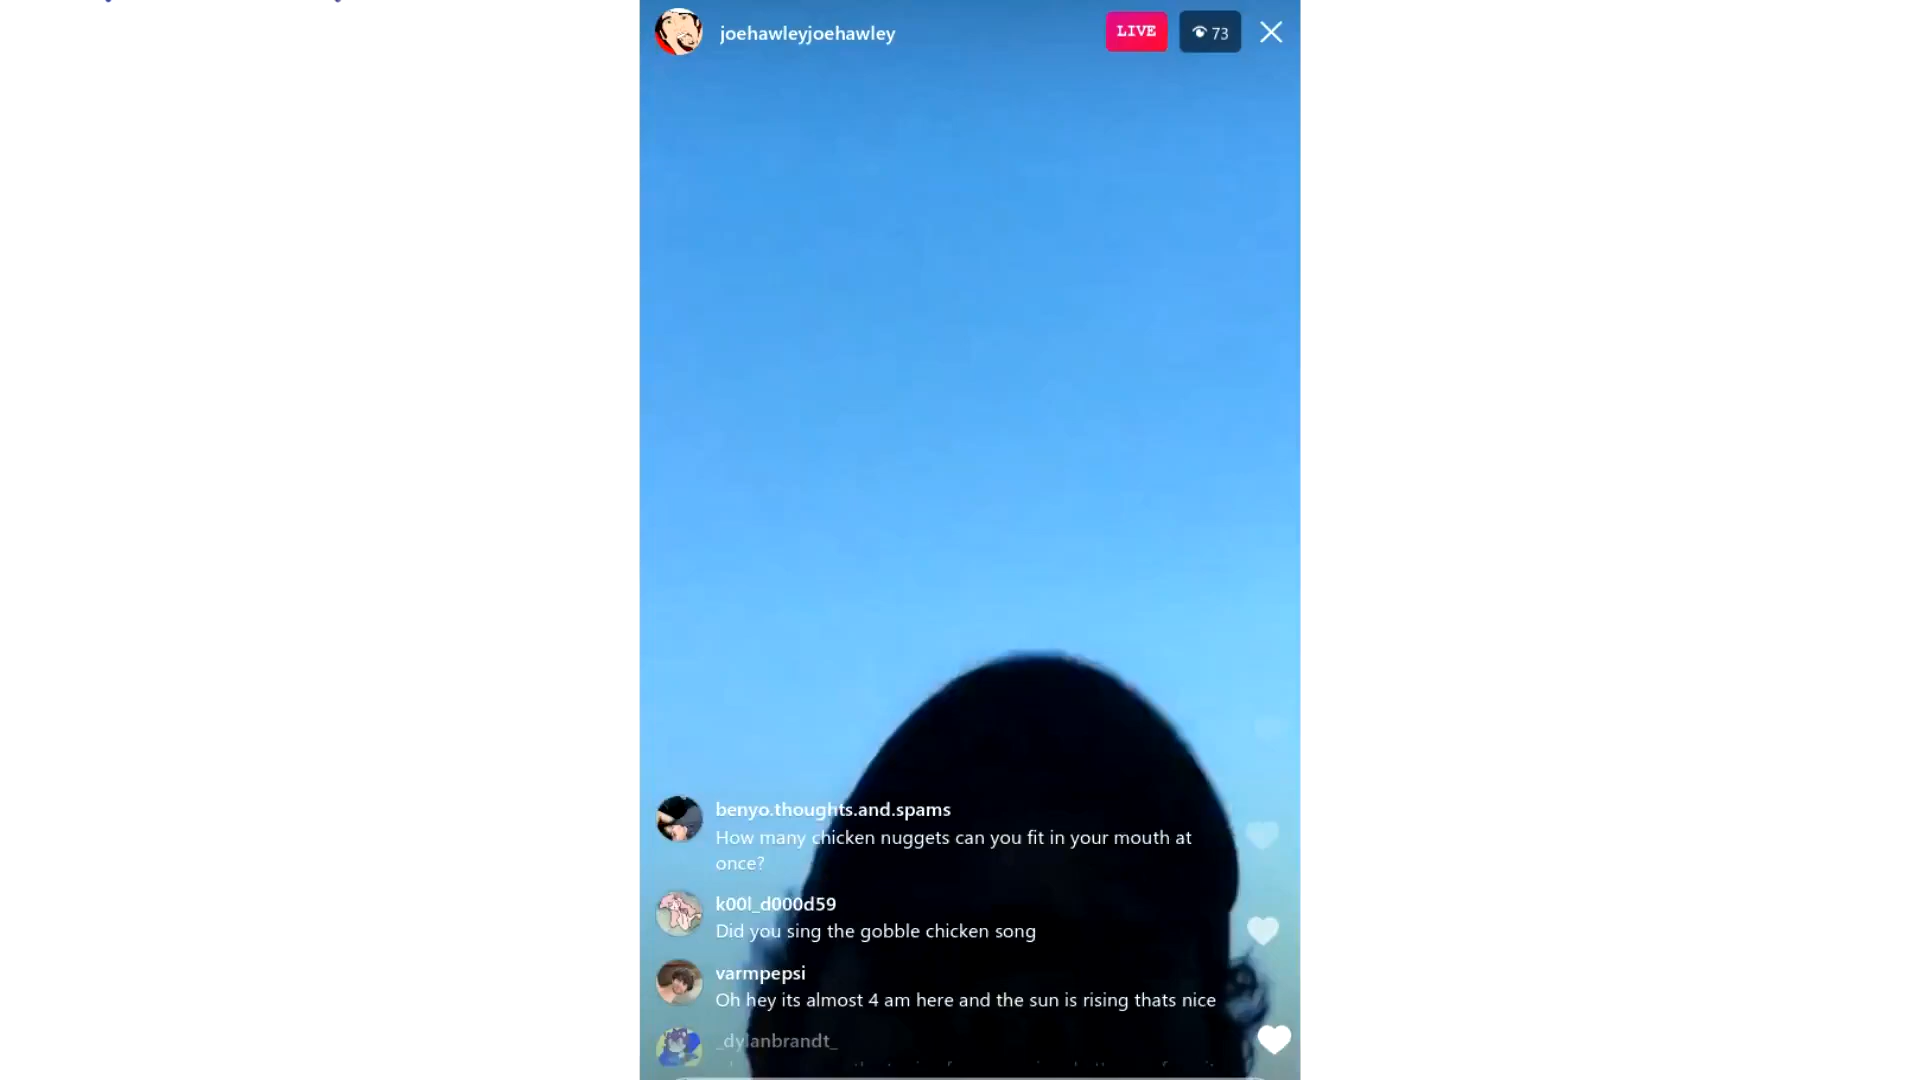 joehawleyjoehawley
LIVE
73
benyo.thoughts.and.spams
How many chicken nuggets can you fit in your mouth at
once?
k00l_d000d59
Did you sing the gobble chicken song
varmpepsi
Oh hey its almost 4 am here and the sun is rising thats nice
_dylanbrandt_